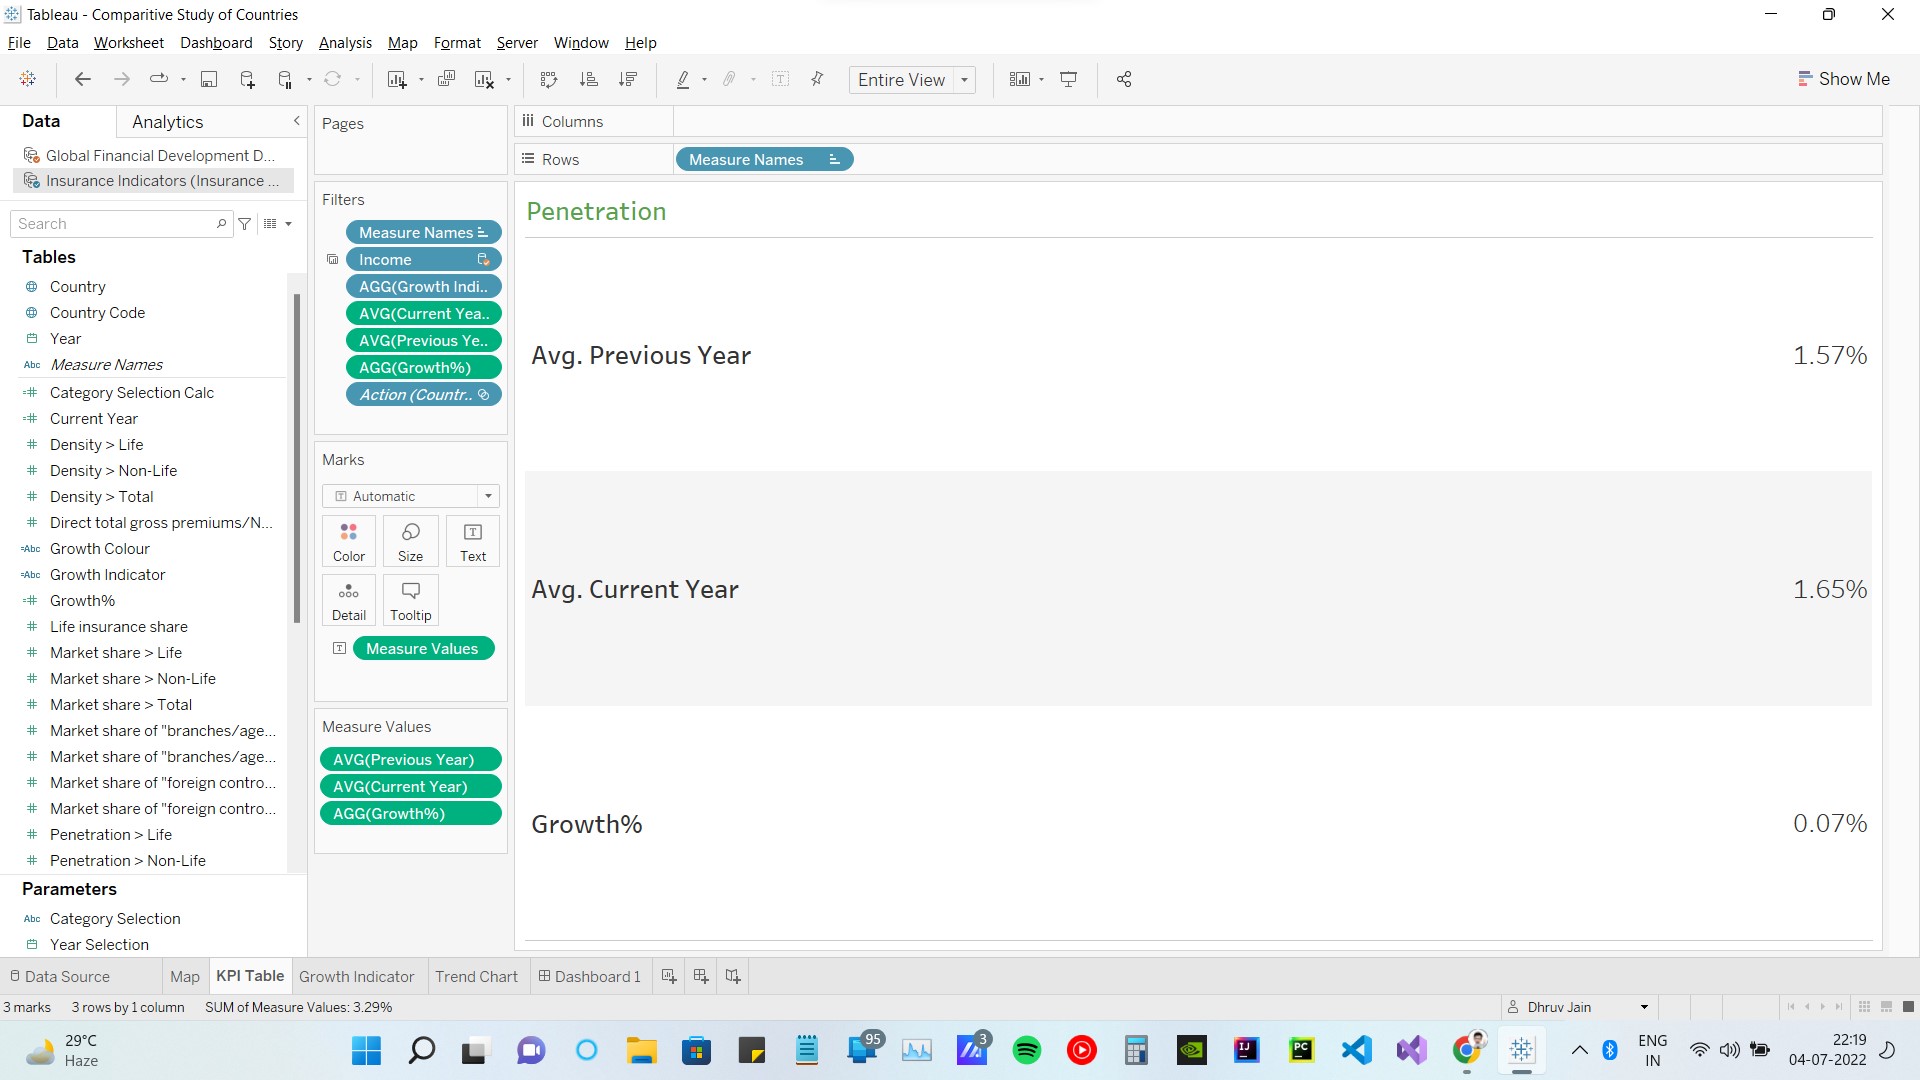 Tableau - Comparitive Study of Countries
File Data Worksheet Dashboard Story Analysis Map Format Server Window Help
Entire View
Show Me
Data
Analytics
Global Financial Development D...
Insurance Indicators (Insurance ...
Search
Tables
Country
Country Code
Year
Abc Measure Names
Category Selection Calc
Current Year
Density > Life
Density > Non-Life
Density > Total
Direct total gross premiums/N...
=Abc Growth Colour
=Abc Growth Indicator
Growth%
Life insurance share
Market share > Life
Market share > Non-Life
Market share > Total
Market share of "branches/age...
Market share of "branches/age...
Market share of "foreign contro...
Market share of "foreign contro...
Penetration > Life
Penetration > Non-Life
Parameters
Abc Category Selection
Year Selection
Pages
Filters
Measure Names
Income
AGG(Growth Indi..
AVG(Current Yea..
AVG(Previous Ye..
AGG(Growth%)
Action (Countr..
Marks
Automatic
Color Size Text
Detail Tooltip
Measure Values
Measure Values
AVG(Previous Year)
AVG(Current Year)
AGG(Growth%)
Columns
Rows
Measure Names
Penetration
Avg. Previous Year 1.57%
Avg. Current Year 1.65%
Growth% 0.07%
Data Source Map KPI Table Growth Indicator Trend Chart Dashboard 1
3 marks 3 rows by 1 column SUM of Measure Values: 3.29%
Dhruv Jain
29°C
Haze
95
3
IJ
PC
ENG
IN
22:19
04-07-2022